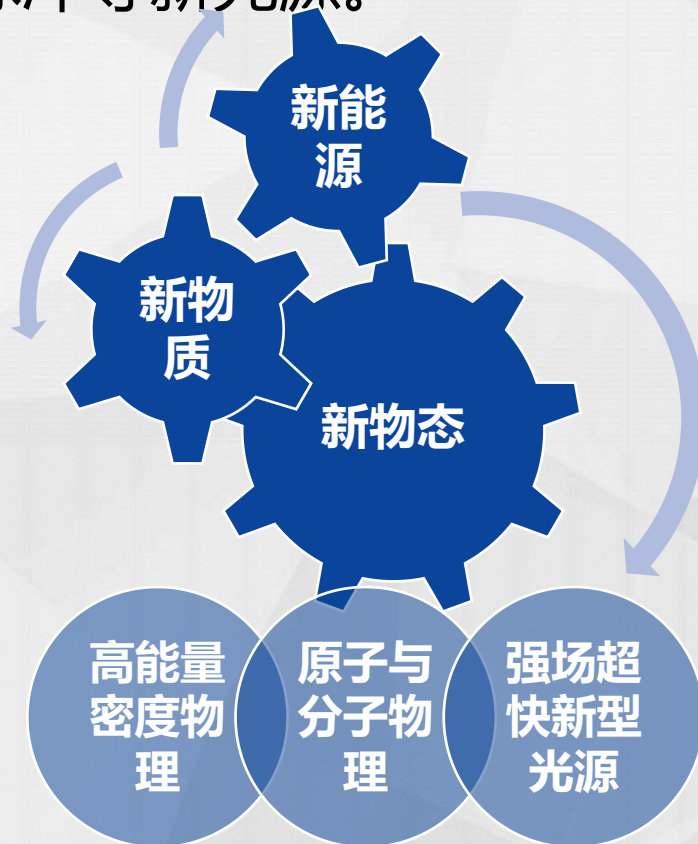 新能
源
新物
质
新物态
高能量
密度物
理
原子与
分子物
理
强场超
快新型
光源